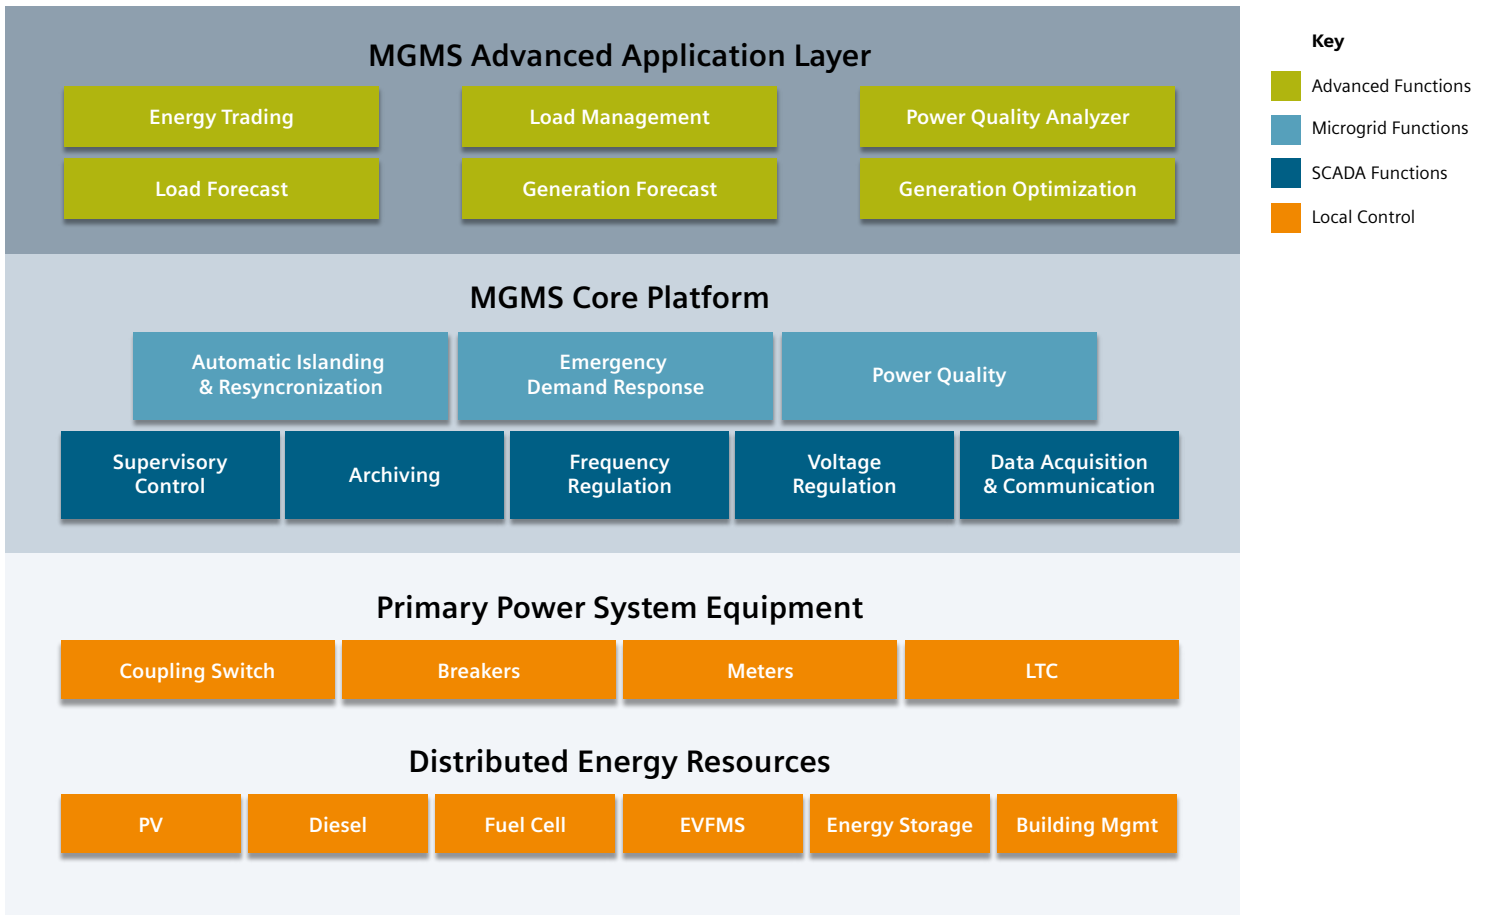 MGMS Advanced Application Layer
Energy Trading
Load Management
Power Quality Analyzer
Load Forecast
Generation Forecast
Generation Optimization
MGMS Core Platform
Automatic Islanding
& Resyncronization
Emergency
Demand Response
Power Quality
Supervisory
Control
Archiving
Frequency
Regulation
Voltage
Regulation
Data Acquisition
& Communication
Primary Power System Equipment
Coupling Switch
Breakers
Meters
LTC
Distributed Energy Resources
PV
Diesel
Fuel Cell
EVFMS
Energy Storage
Building Mgmt
Key
Advanced Functions
Microgrid Functions
SCADA Functions
Local Control